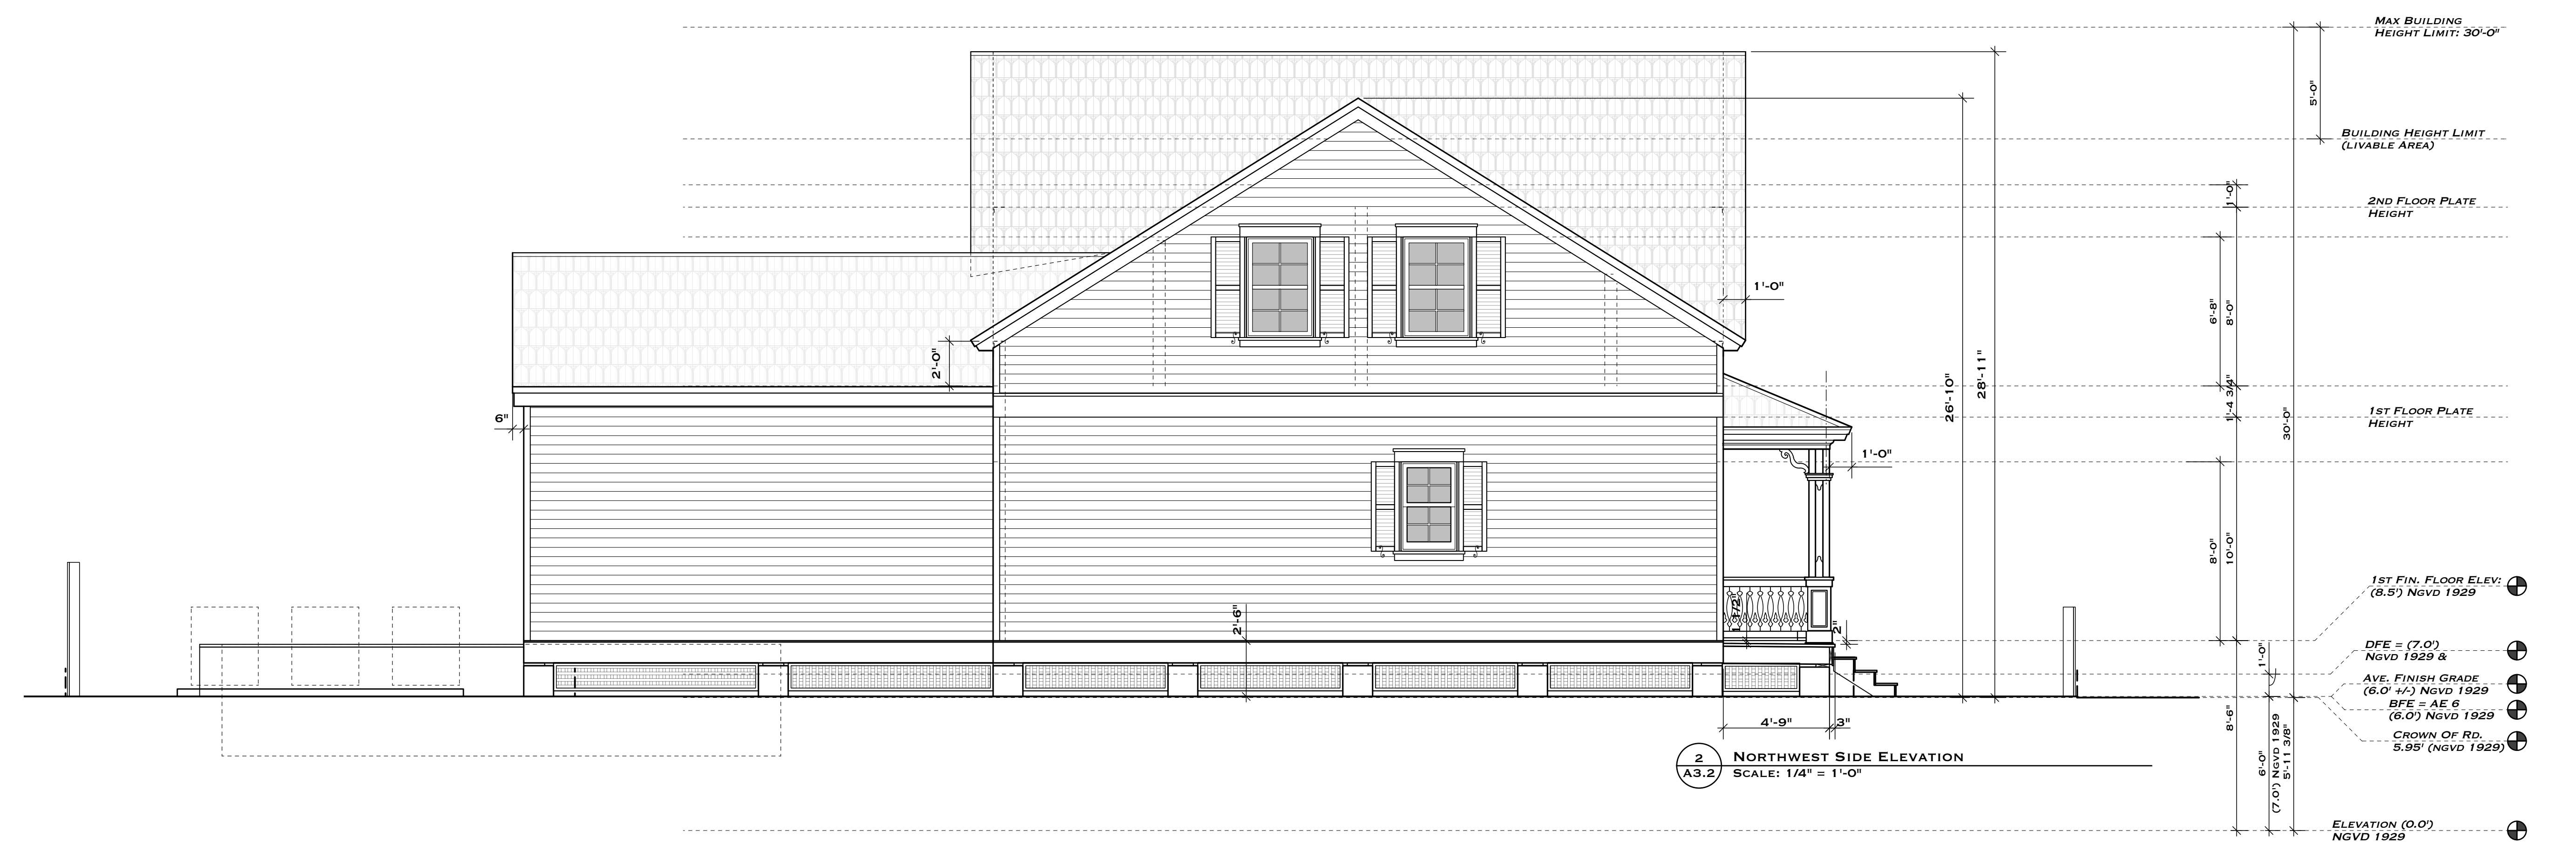 Max Building
Height Limit: 30'-0"
5'-0"
Building Height Limit
(livable Area)
1'-0"
2nd Floor Plate
Height
1'-0"
6'-8"
8'-0"
2'-0"
26'-10"
28'-11"
1'-4 3/4"
6"
1st Floor Plate
Height
30'-0"
1'-0"
8'-0"
10'-0"
1st Fin. Floor Elev:
(8.5') Ngvd 1929
2'-6"
2"
1'-0"
DFE = (7.0')
Ngvd 1929 &
Ave. Finish Grade
(6.0' +/-) Ngvd 1929
BFE = AE 6
(6.0') Ngvd 1929
8'-6"
4'-9"
3"
Crown Of Rd.
5.95' (ngvd 1929)
6'-0"
(7.0') Ngvd 1929
5'-11 3/8"
2
A3.2
Northwest Side Elevation
Scale: 1/4" = 1'-0"
Elevation (0.0')
NGVD 1929